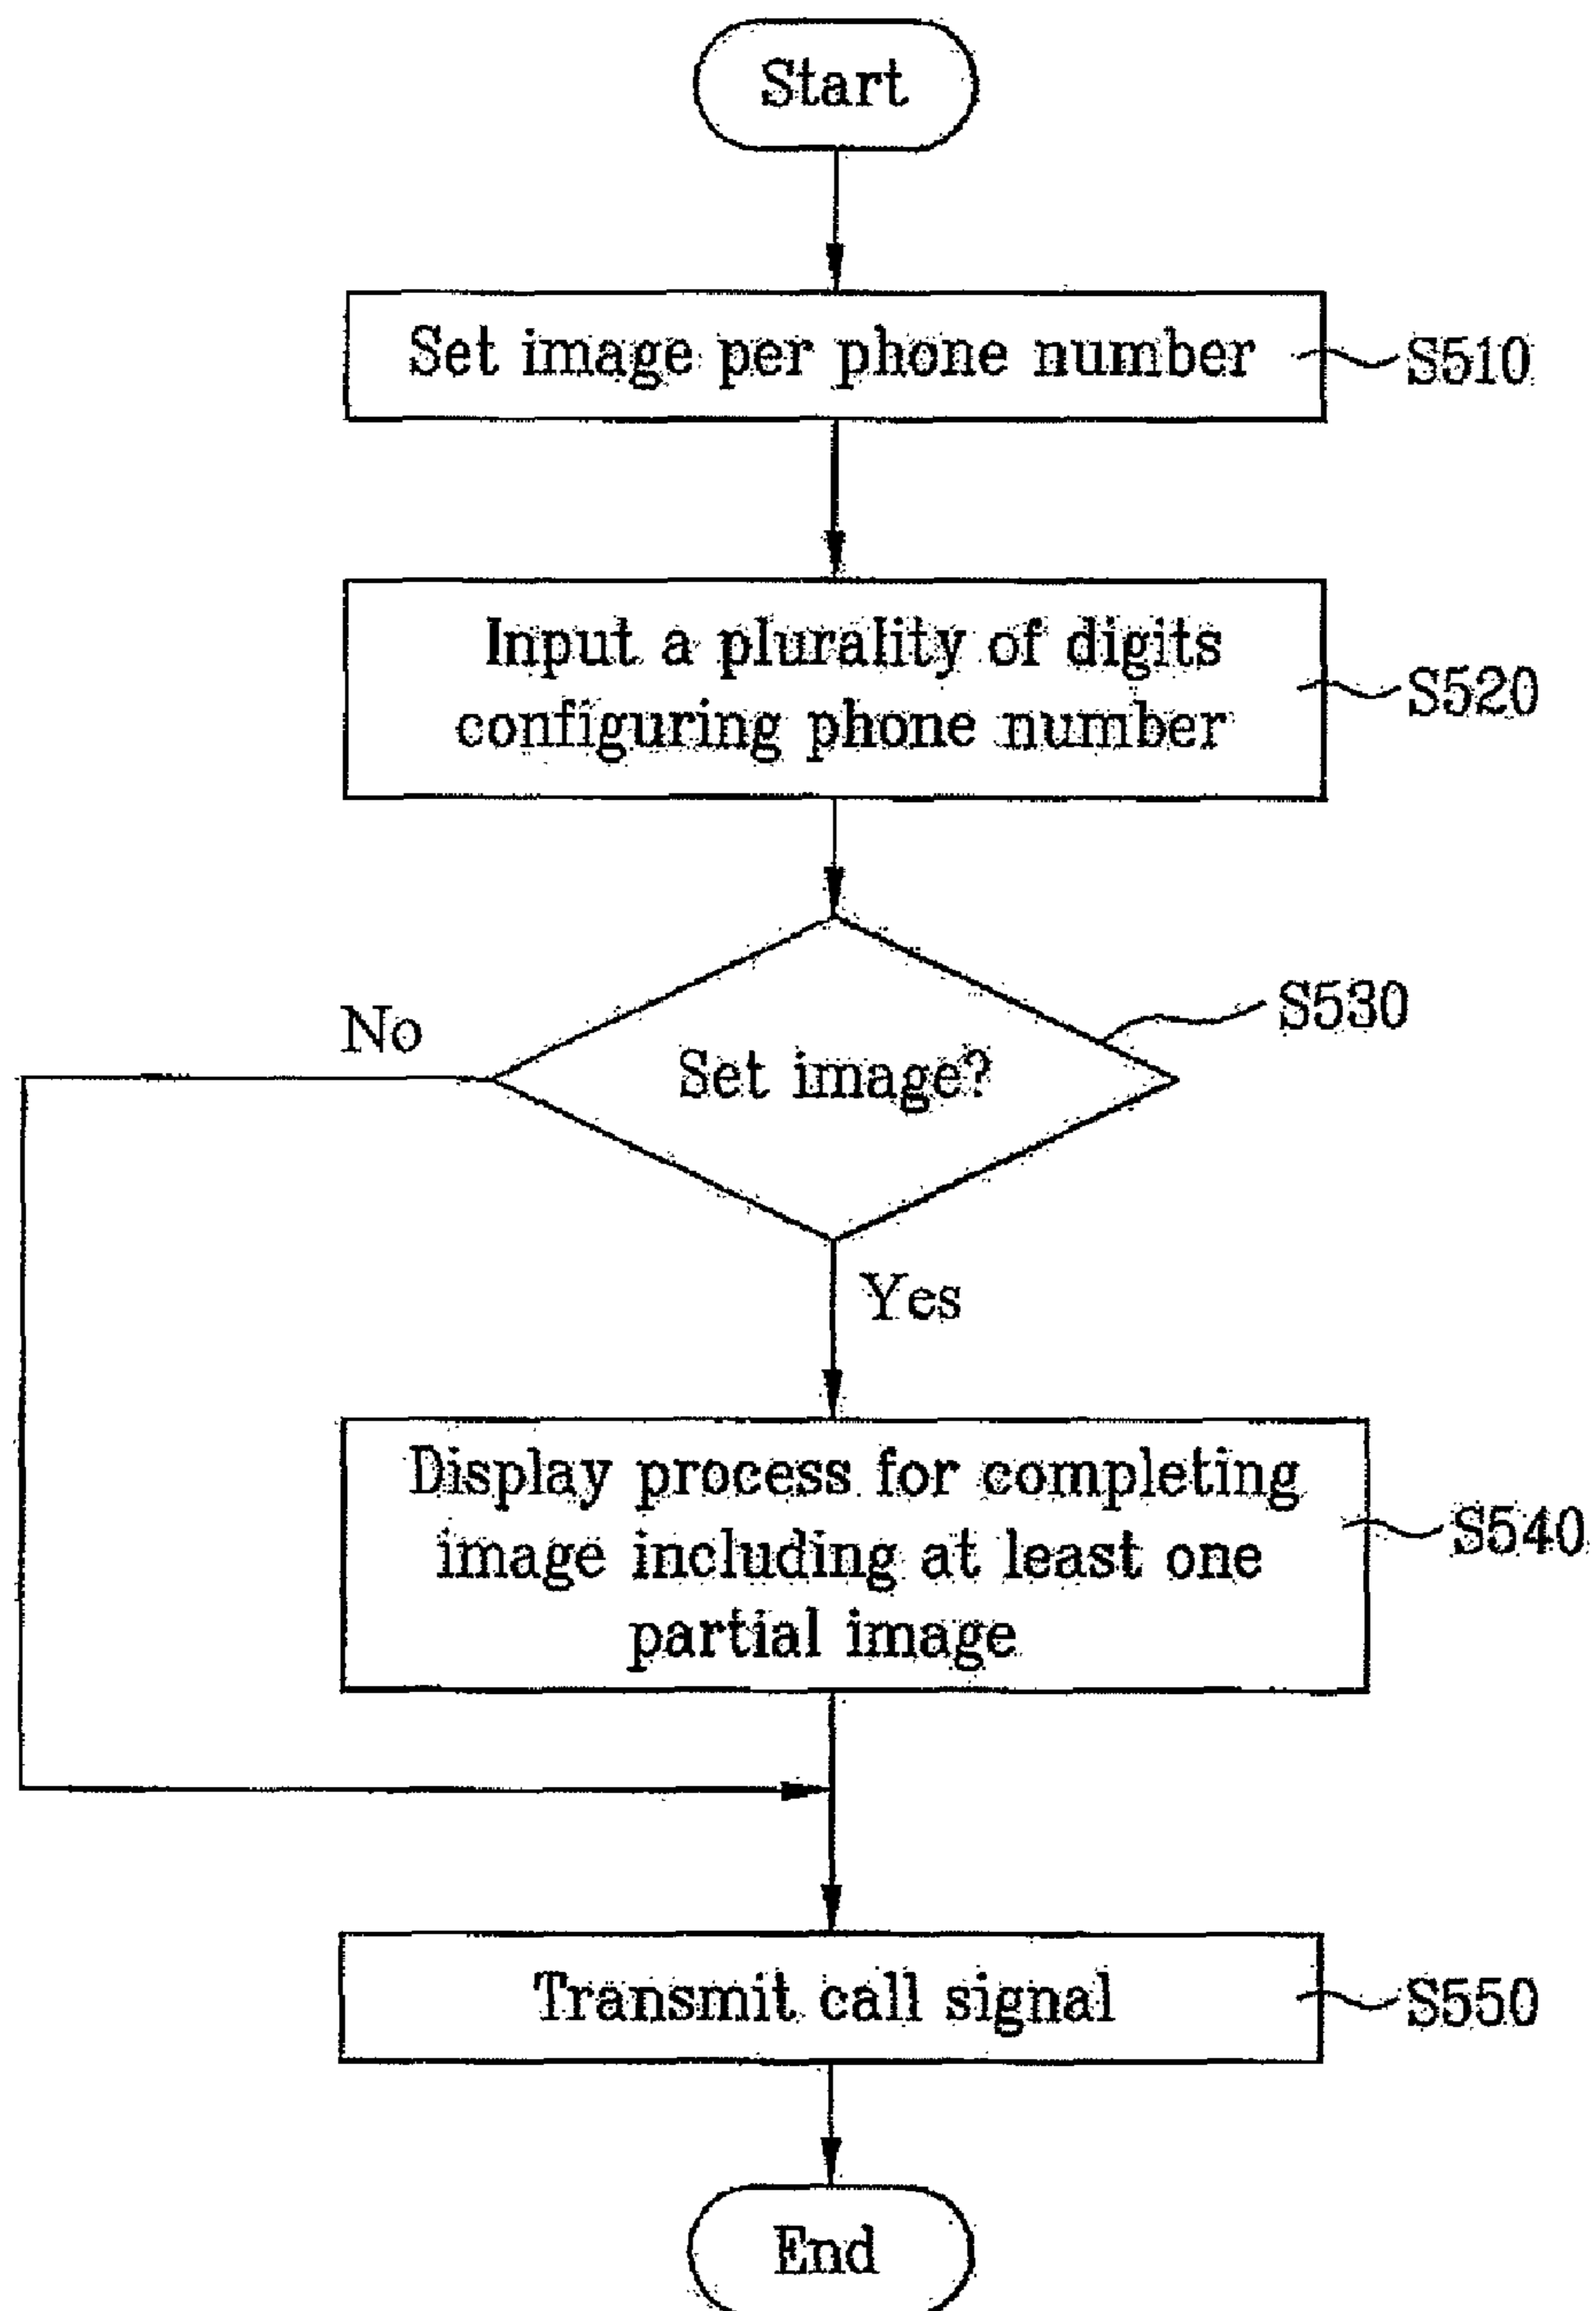 Start
Set image per phone number
S510
Input a plurality of digits
configuring phone number
S520
S530
No
Set image?
Yes
Display process for completing
image including at least one
partial image
S540
Transmit call signal
S550
End